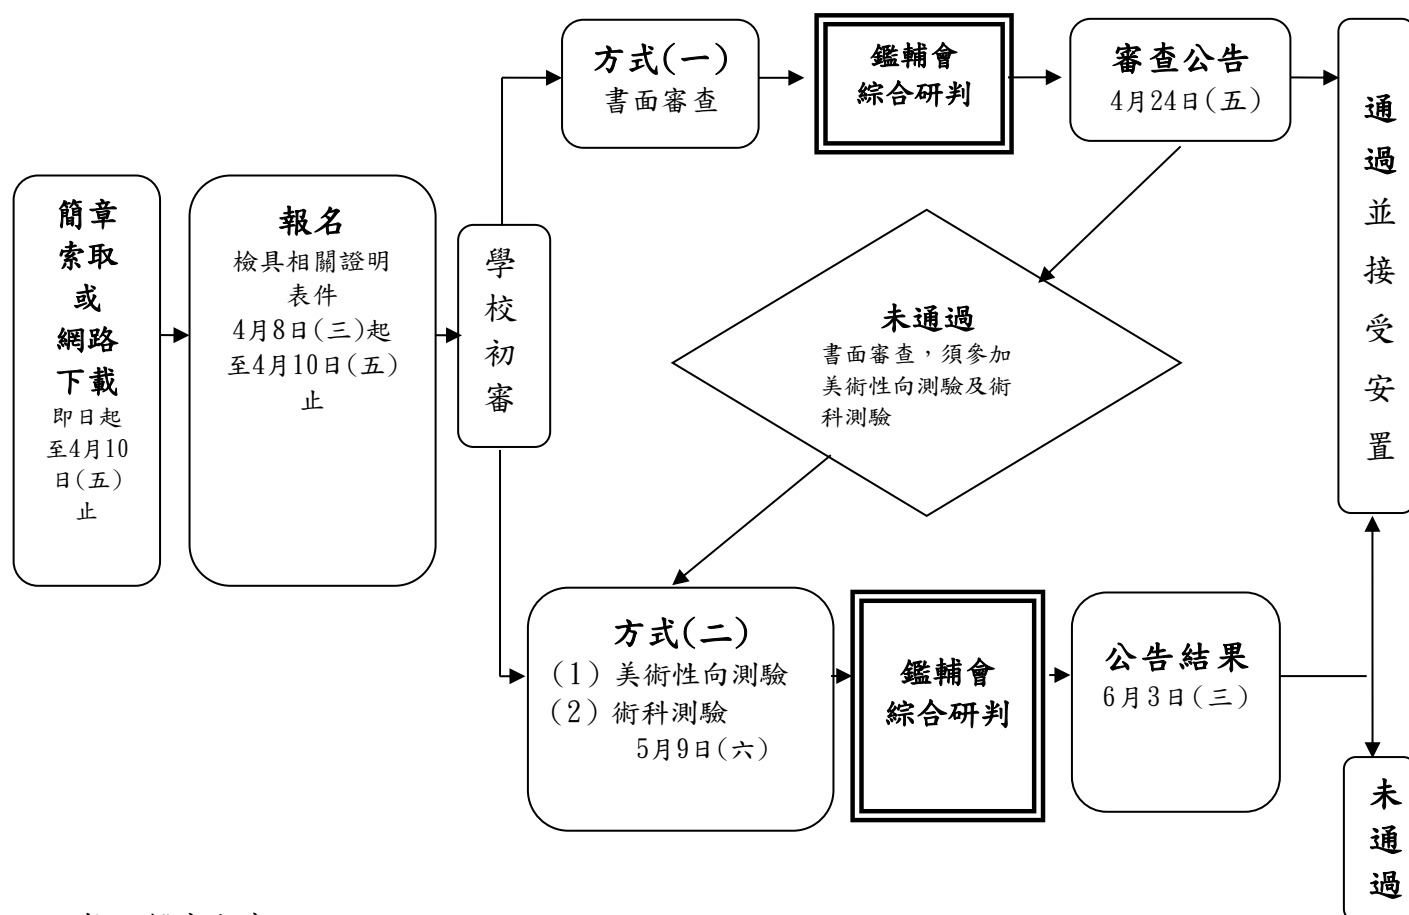 簡章
索取
或
網路
下載
即日起
至4月10
日(五)
止
報名
檢具相關證明
表件
4月8日(三)起
至4月10日(五)
止
學
校
初
審
方式(一)
書面審查
鑑輔會
綜合研判
審查公告
4月24日(五)
未通過
書面審查，須參加
美術性向測驗及術
科測驗
方式(二)
(1) 美術性向測驗
(2) 術科測驗
5月9日(六)
鑑輔會
綜合研判
公告結果
6月3日(三)
通
過
並
接
受
安
置
未
通
過